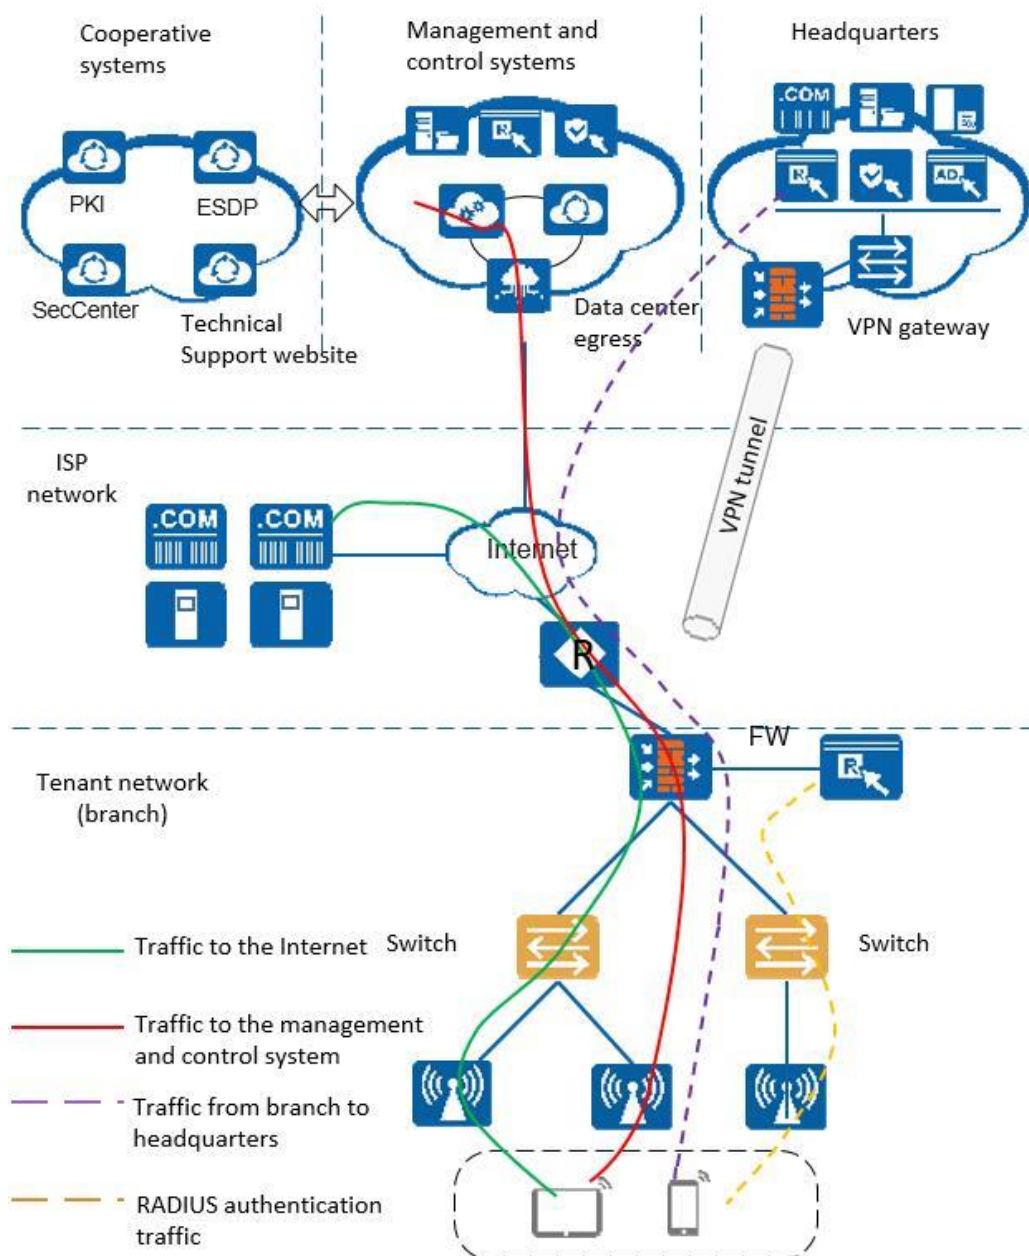 Cooperative
systems
Management and
control systems
Headquarters
.COM
R
R
AD
PKI
ESDP
SecCenter
Technical
Support website
Data center
egress
VPN gateway
VPN tunnel
ISP
network
.COM
.COM
Internet
R
FW
R
Tenant network
(branch)
Switch
Switch
Traffic to the Internet
Traffic to the management
and control system
Traffic from branch to
headquarters
RADIUS authentication
traffic